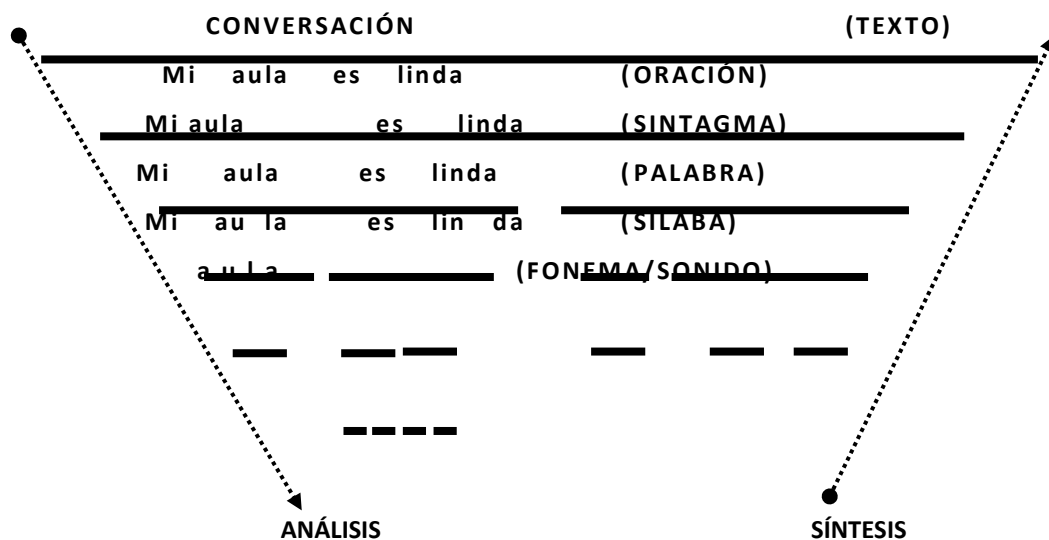 CONVERSACIÓN (TEXTO)
Mi aula es linda (ORACIÓN)
Mi aula es linda (SINTAGMA)
Mi aula es linda (PALABRA)
Mi au la es lin da (SILABA)
a u l a (FONEMA/SONIDO)
ANÁLISIS SÍNTESIS